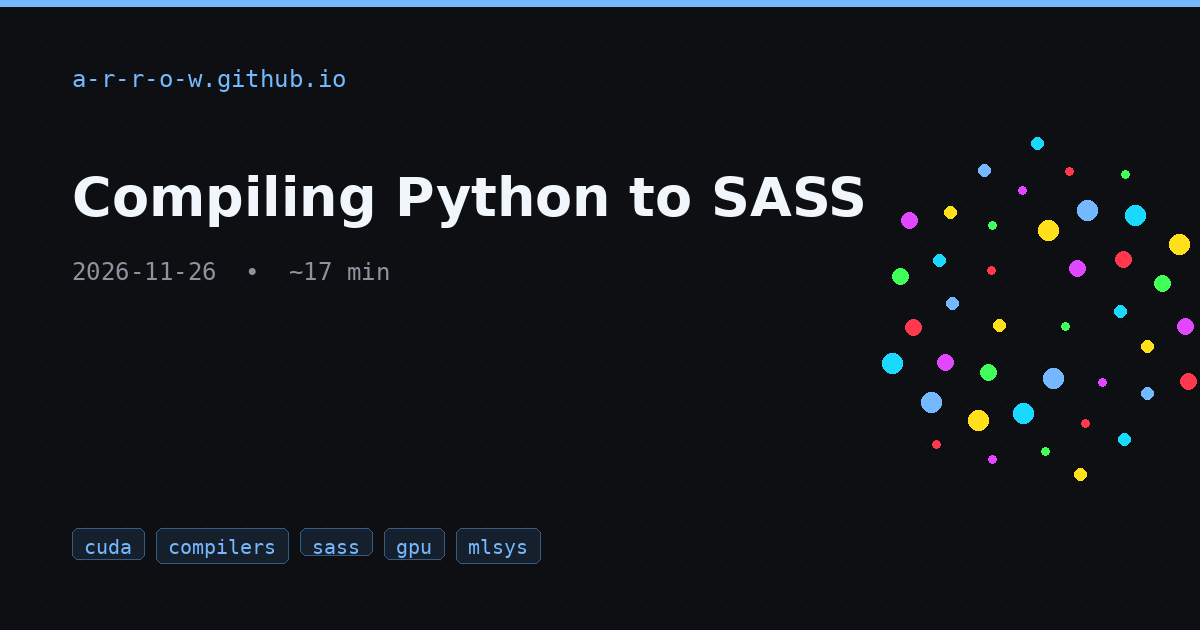 a-r-r-o-w.github.io
Compiling Python to SASS
2026-11-26 • ~17 min
cuda compilers sass gpu mlsys